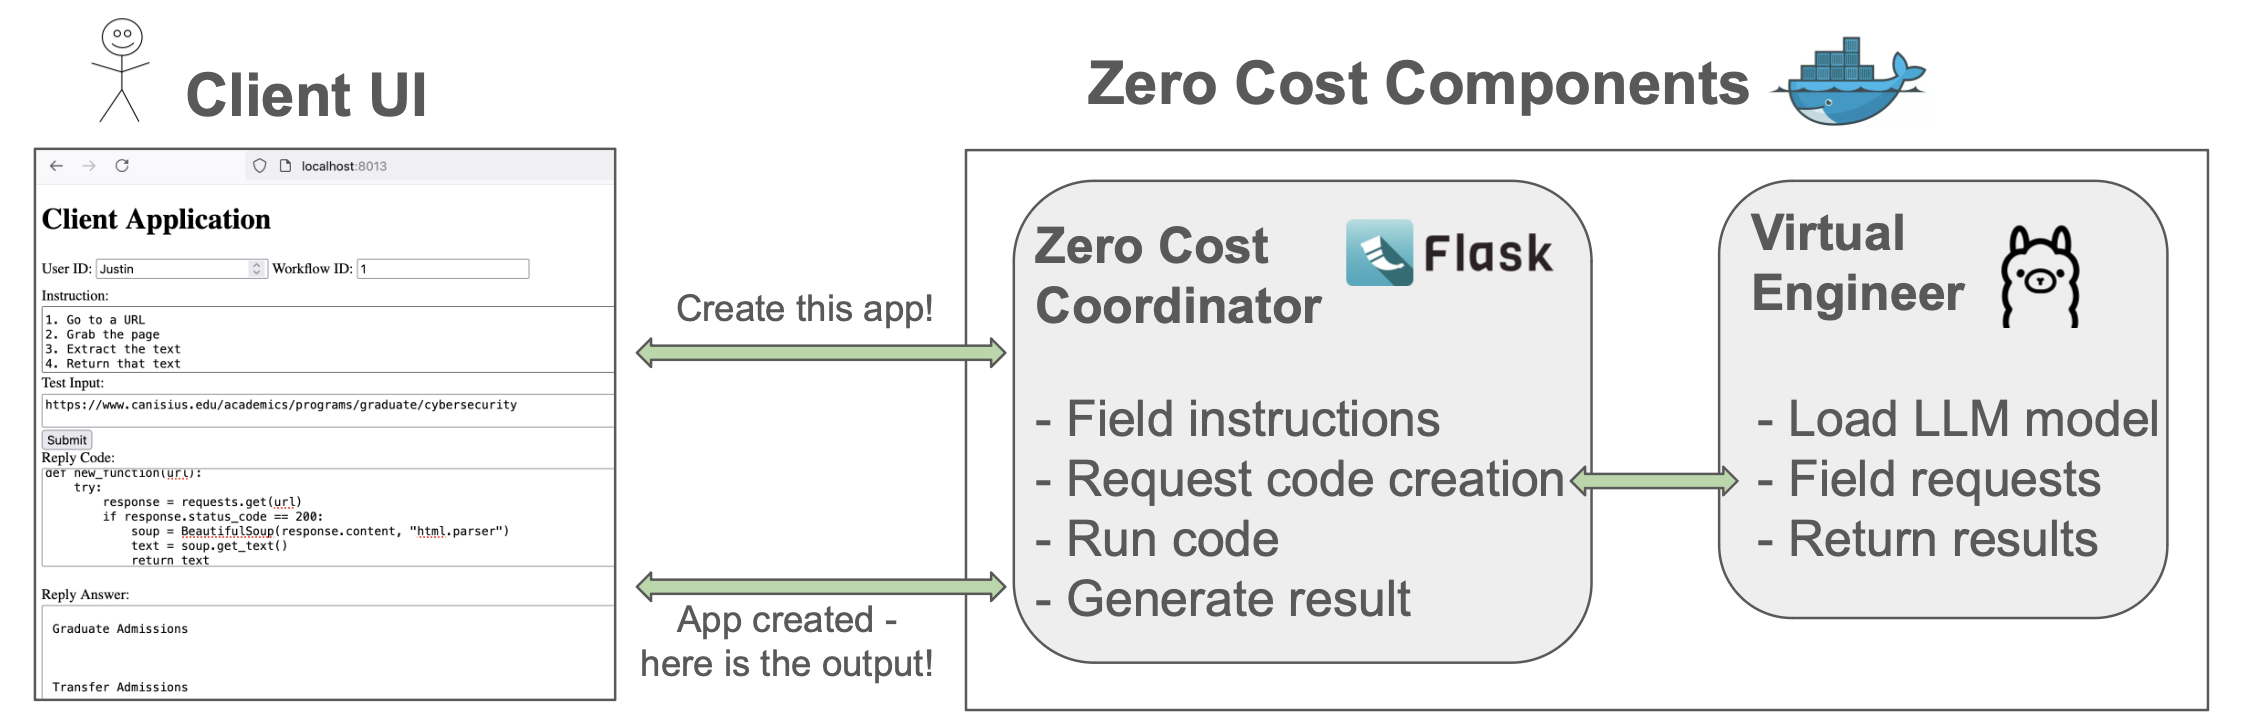 Client UI
Zero Cost Components
localhost:8013
Client Application
User ID: Justin Workflow ID: 1
Instruction:
1. Go to a URL
2. Grab the page
3. Extract the text
4. Return that text
Test Input:
https://www.canisius.edu/academics/programs/graduate/cybersecurity
Submit
Reply Code:
def new_function(url):
try:
response = requests.get(url)
if response.status_code == 200:
soup = BeautifulSoup(response.content, "html.parser")
text = soup.get_text()
return text
Reply Answer:
Graduate Admissions
Transfer Admissions
Create this app!
App created -
here is the output!
Zero Cost
Coordinator
Flask
- Field instructions
- Request code creation
- Run code
- Generate result
Virtual
Engineer
- Load LLM model
- Field requests
- Return results